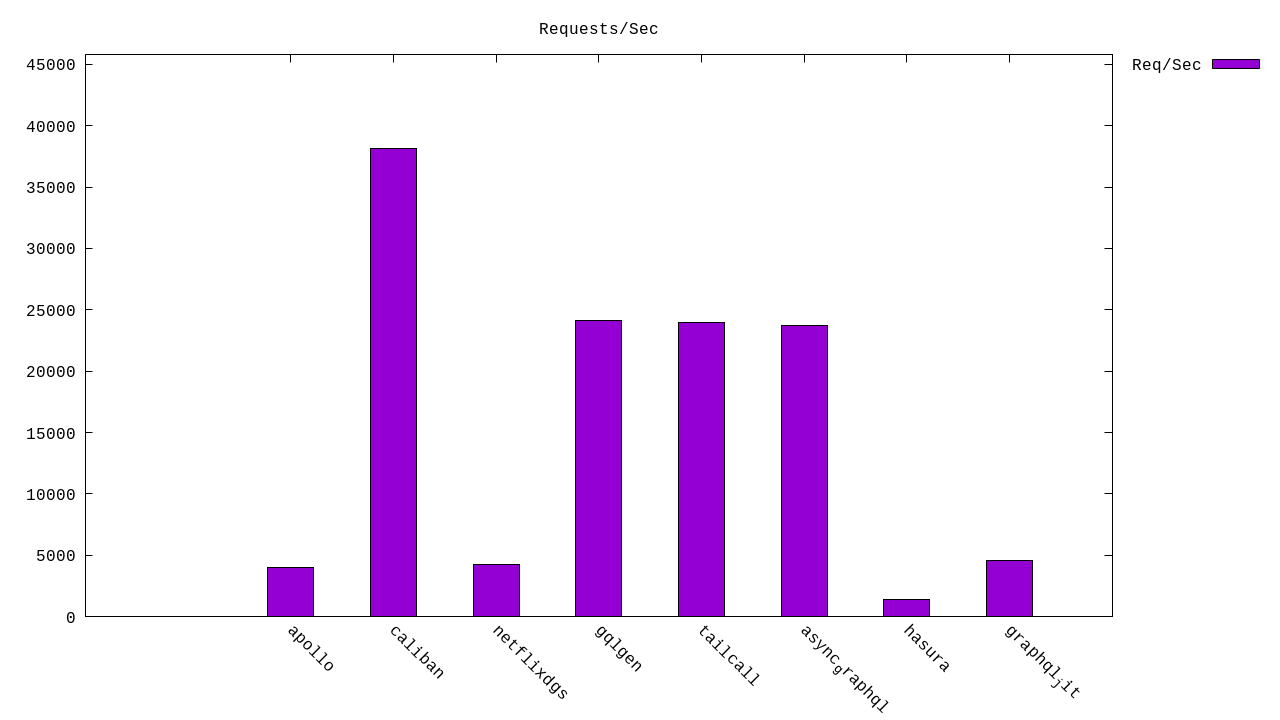 Requests/Sec
Req/Sec
45000
40000
35000
30000
25000
20000
15000
10000
5000
0
apollo
caliban
netflixdgs
gqlgen
tailcall
async_graphql
hasura
graphql_jit